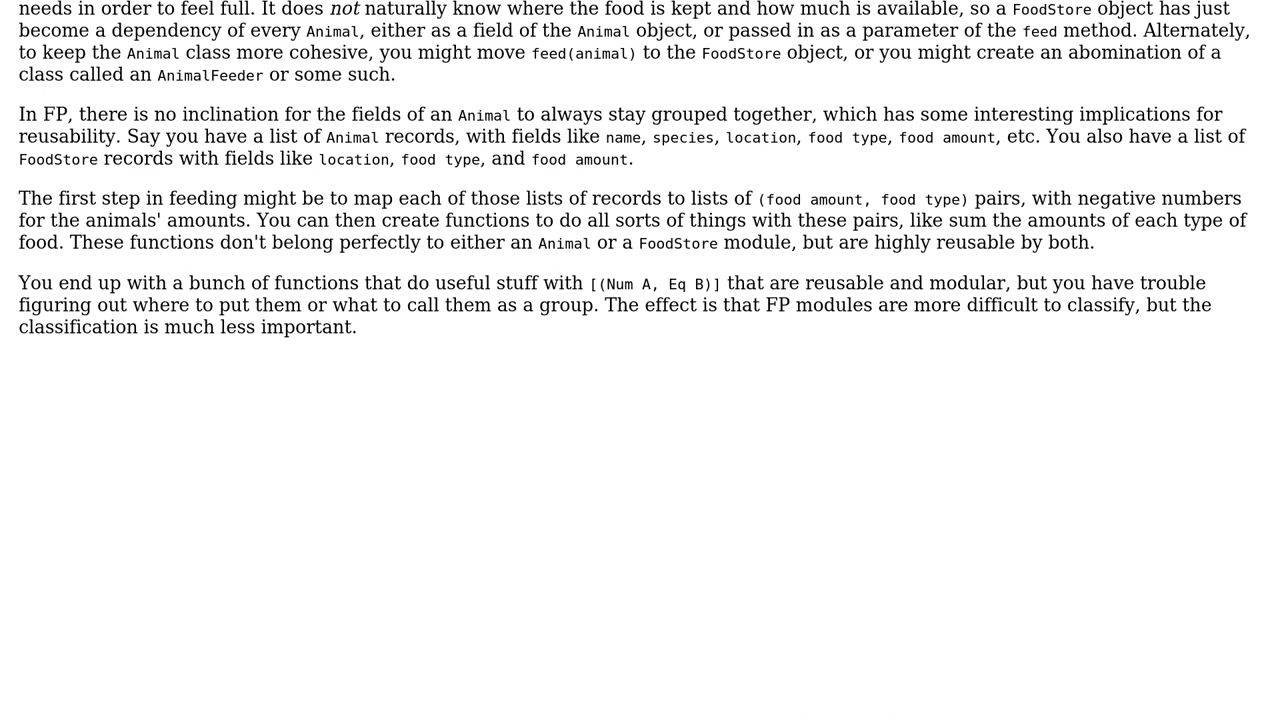 needs in order to feel full. It does not naturally know where the food is kept and how much is available, so a FoodStore object has just
become a dependency of every Animal, either as a field of the Animal object, or passed in as a parameter of the feed method. Alternately,
to keep the Animal class more cohesive, you might move feed(animal) to the FoodStore object, or you might create an abomination of a
class called an AnimalFeeder or some such.
In FP, there is no inclination for the fields of an Animal to always stay grouped together, which has some interesting implications for
reusability. Say you have a list of Animal records, with fields like name, species, location, food type, food amount, etc. You also have a list of
FoodStore records with fields like location, food type, and food amount.
The first step in feeding might be to map each of those lists of records to lists of (food amount, food type) pairs, with negative numbers
for the animals' amounts. You can then create functions to do all sorts of things with these pairs, like sum the amounts of each type of
food. These functions don't belong perfectly to either an Animal or a FoodStore module, but are highly reusable by both.
You end up with a bunch of functions that do useful stuff with [(Num A, Eq B)] that are reusable and modular, but you have trouble
figuring out where to put them or what to call them as a group. The effect is that FP modules are more difficult to classify, but the
classification is much less important.